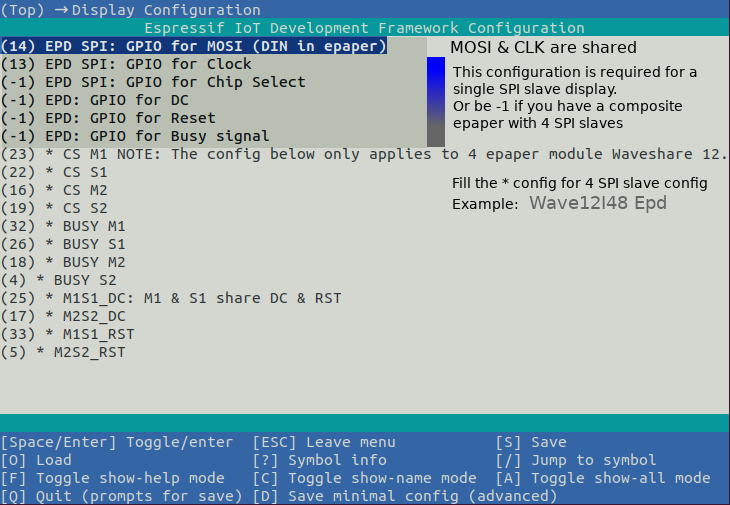 (Top) → Display Configuration
Espressif IoT Development Framework Configuration
(14) EPD SPI: GPIO for MOSI (DIN in epaper)
(13) EPD SPI: GPIO for Clock
(-1) EPD SPI: GPIO for Chip Select
(-1) EPD: GPIO for DC
(-1) EPD: GPIO for Reset
(-1) EPD: GPIO for Busy signal
MOSI & CLK are shared
This configuration is required for a
single SPI slave display.
Or be -1 if you have a composite
epaper with 4 SPI slaves
(23) * CS M1 NOTE: The config below only applies to 4 epaper module Waveshare 12.
(22) * CS S1
(16) * CS M2
(19) * CS S2
(32) * BUSY M1
(26) * BUSY S1
(18) * BUSY M2
(4) * BUSY S2
(25) * M1S1_DC: M1 & S1 share DC & RST
(17) * M2S2_DC
(33) * M1S1_RST
(5) * M2S2_RST
Fill the * config for 4 SPI slave config
Example: Wave12I48 Epd
[Space/Enter] Toggle/enter [ESC] Leave menu [S] Save
[O] Load [?] Symbol info [/] Jump to symbol
[F] Toggle show-help mode [C] Toggle show-name mode [A] Toggle show-all mode
[Q] Quit (prompts for save) [D] Save minimal config (advanced)